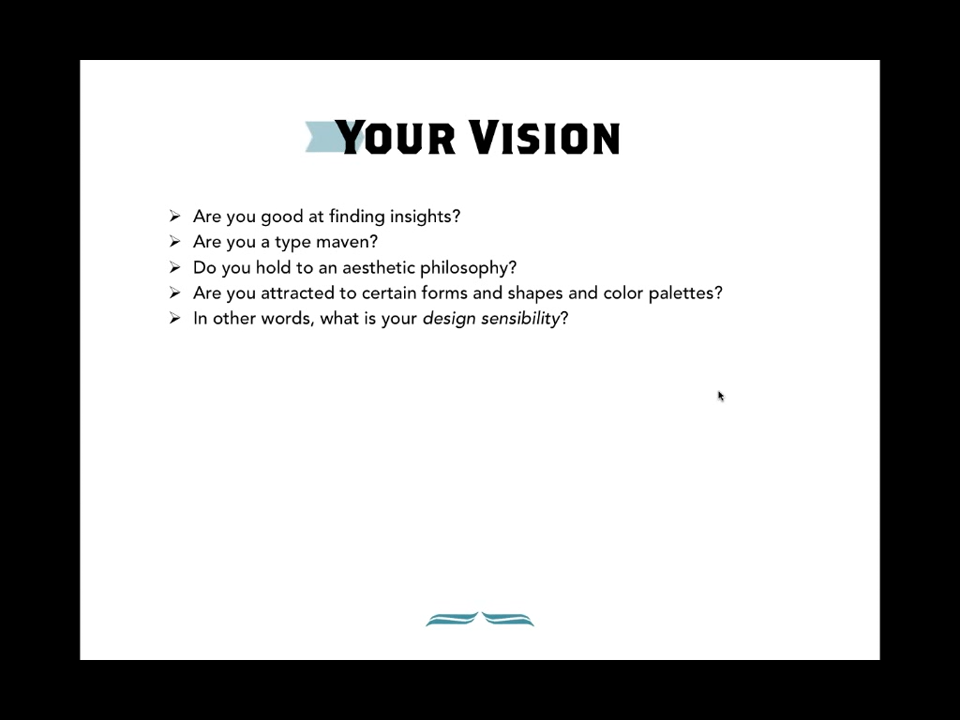 Your Vision
Are you good at finding insights?
Are you a type maven?
Do you hold to an aesthetic philosophy?
Are you attracted to certain forms and shapes and color palettes?
In other words, what is your design sensibility?